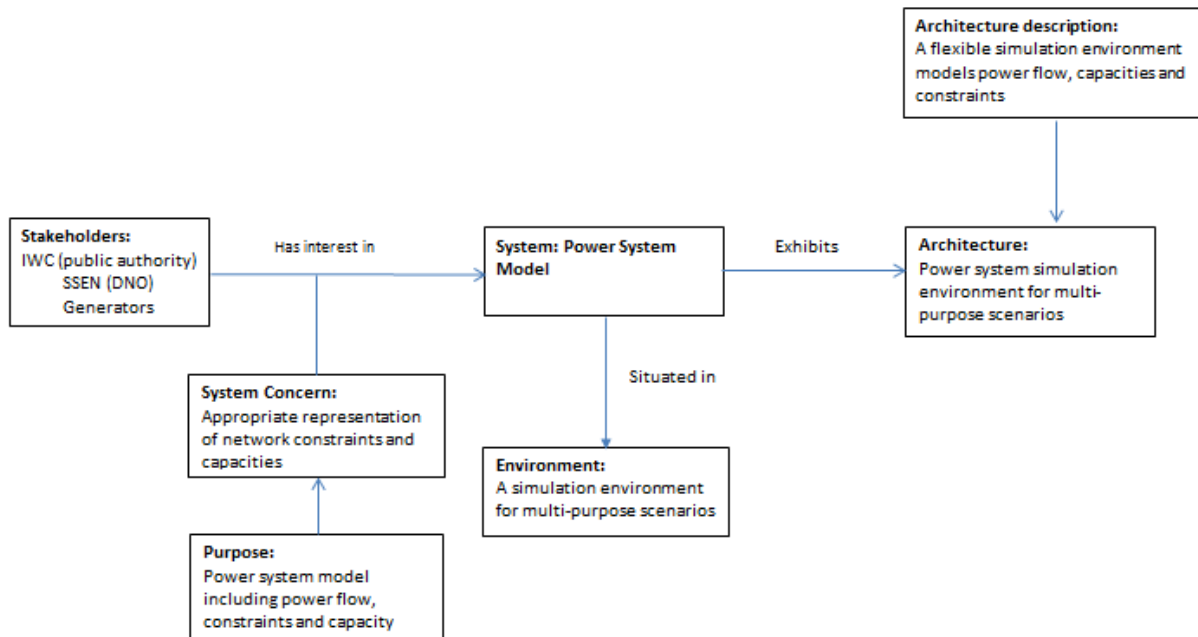 Architecture description:
A flexible simulation environment
models power flow, capacities and
constraints
Stakeholders:
IWC (public authority)
SSEN (DNO)
Generators
Has interest in
System: Power System
Model
Exhibits
Architecture:
Power system simulation
environment for multi-
purpose scenarios
Situated in
System Concern:
Appropriate representation
of network constraints and
capacities
Environment:
A simulation environment
for multi-purpose scenarios
Purpose:
Power system model
including power flow,
constraints and capacity